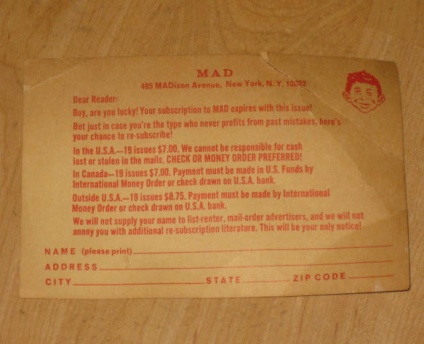 MAD
485 MADison Avenue, New York, N. Y. 10022
Dear Reader:
Buy, are you lucky! Your subscription to MAD expires with this issue!
But just in case you're the type who never profits from past mistakes, here's
your chance to re-subscribe!
In the U.S.A.—19 issues $7.00. We cannot be responsible for cash
lost or stolen in the mails. CHECK OR MONEY ORDER PREFERRED!
In Canada—19 issues $7.00. Payment must be made in U.S. Funds by
International Money Order or check drawn on U.S.A. bank.
Outside U.S.A.—19 issues $8.75. Payment must be made by International
Money Order or check drawn on U.S.A. bank.
We will not supply your name to list-renter, mail-order advertisers, and we will not
annoy you with additional re-subscription literature. This will be your only notice!
NAME (please print)
ADDRESS
CITY STATE ZIP CODE